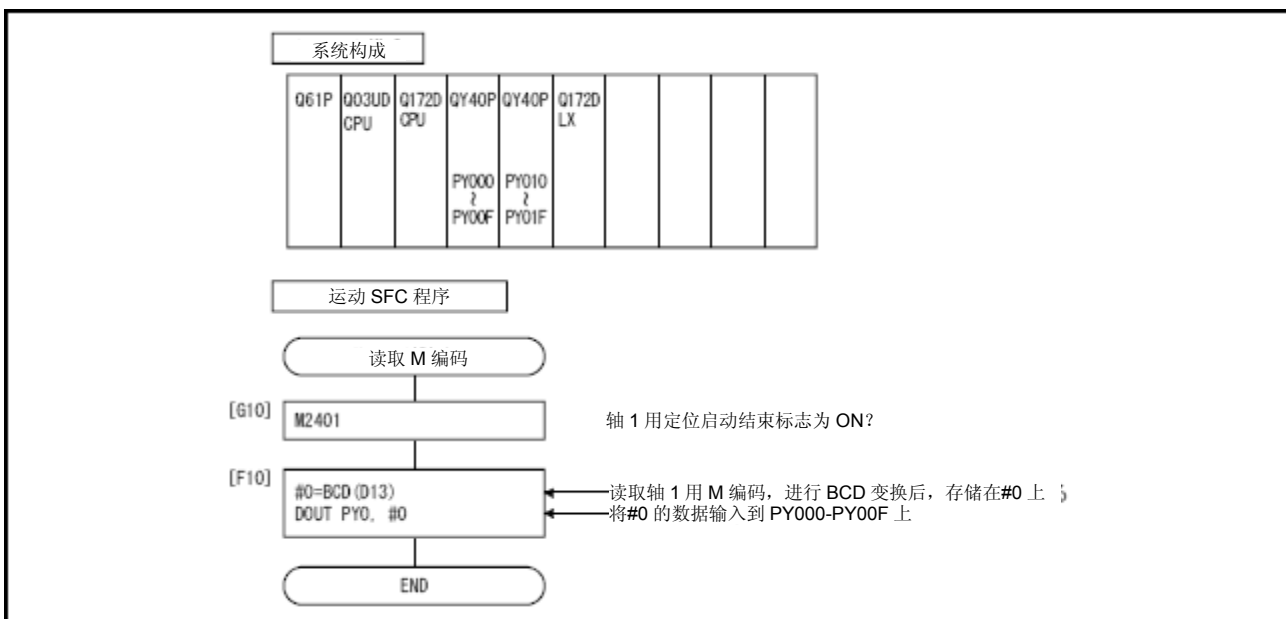 系统构成
Q61P Q03UD Q172D QY40P QY40P Q172D
CPU CPU LX
PY000 PY010
～ ～
PY00F PY01F
运动 SFC 程序
读取 M 编码
[G10] M2401 轴 1 用定位启动结束标志为 ON？
[F10]
#0=BCD(D13) 读取轴 1 用 M 编码，进行 BCD 变换后，存储在#0 上
DOUT PY0, #0 将#0 的数据输入到 PY000-PY00F 上
END